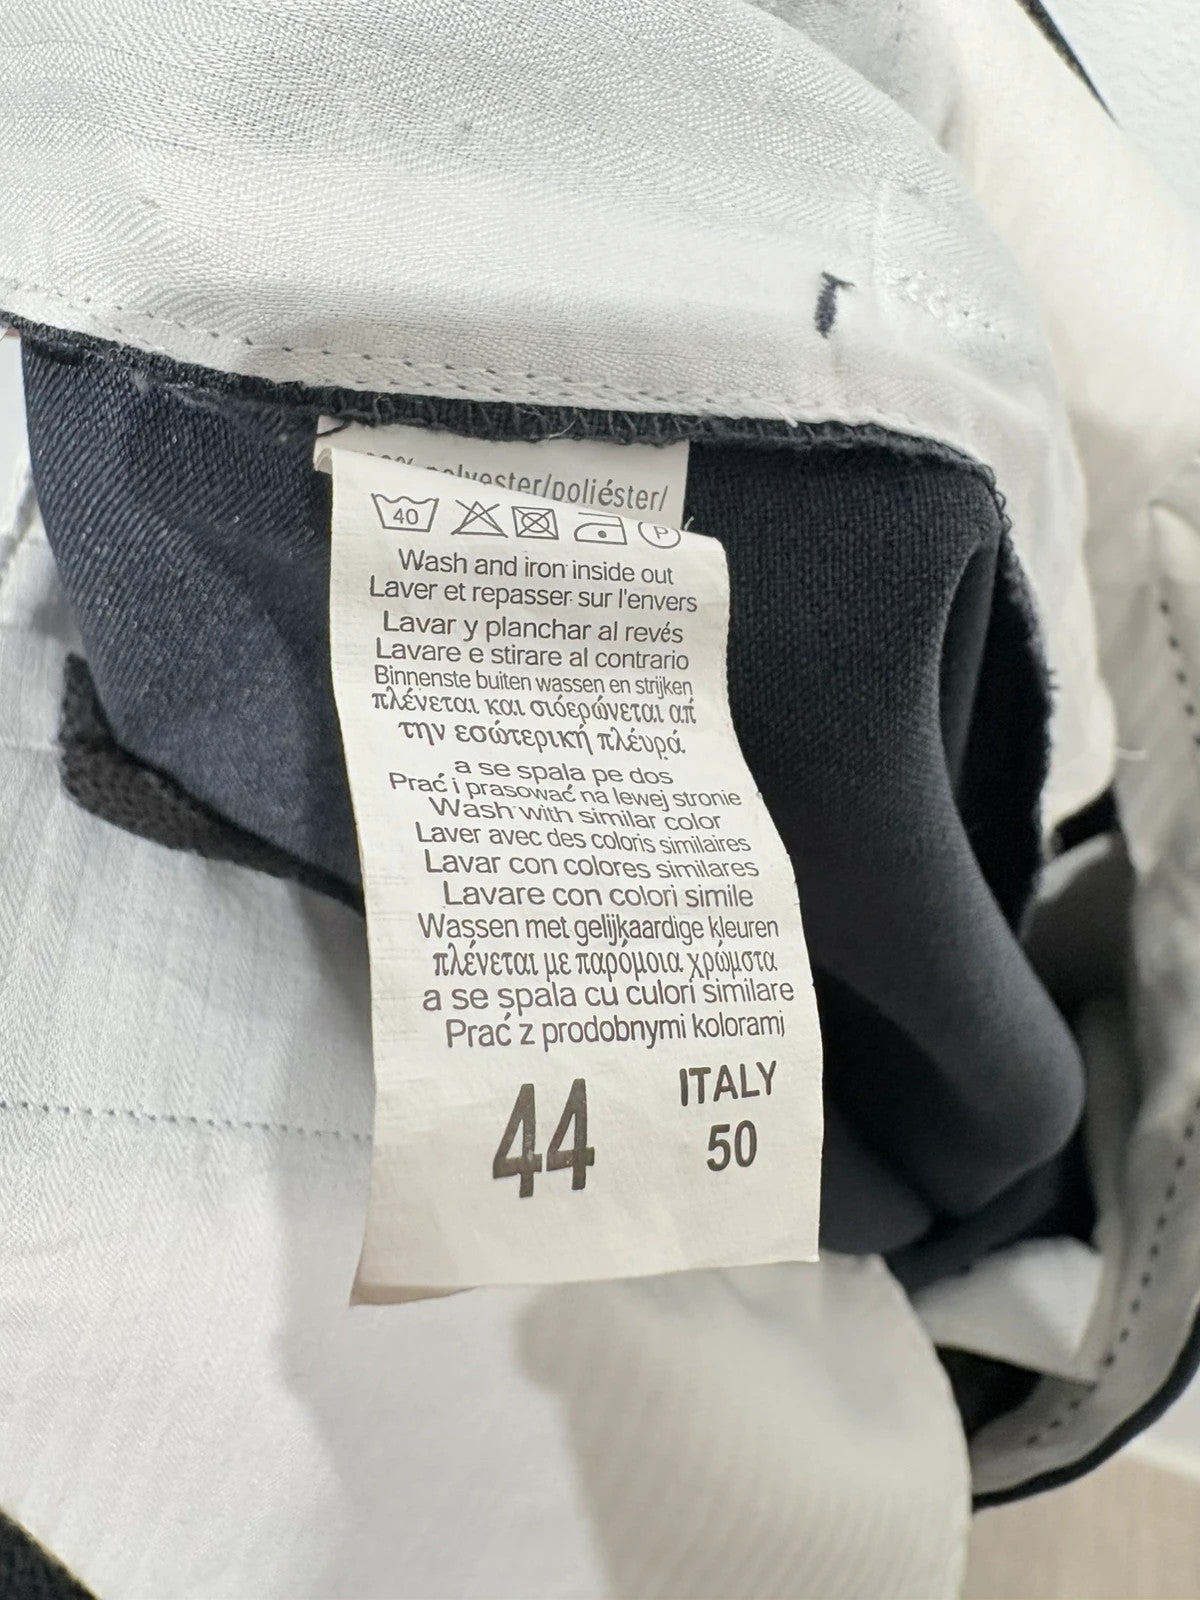 polyester/poliéster/
40
P
Wash and iron inside out
Laver et repasser sur l'envers
Lavar y planchar al revés
Lavare e stirare al contrario
Binnenste buiten wassen en strijken
πλένεται και σιόερώνεται απ
την εσώτερική πλέυρά.
a se spala pe dos
Prać i prasować na lewej stronie
Wash with similar color
Laver avec des coloris similaires
Lavar con colores similares
Lavare con colori simile
Wassen met gelijkaardige kleuren
πλένεται με παρόμοια χρώμστα
a se spala cu culori similare
Prać z prodobnymi kolorami
44
ITALY
50